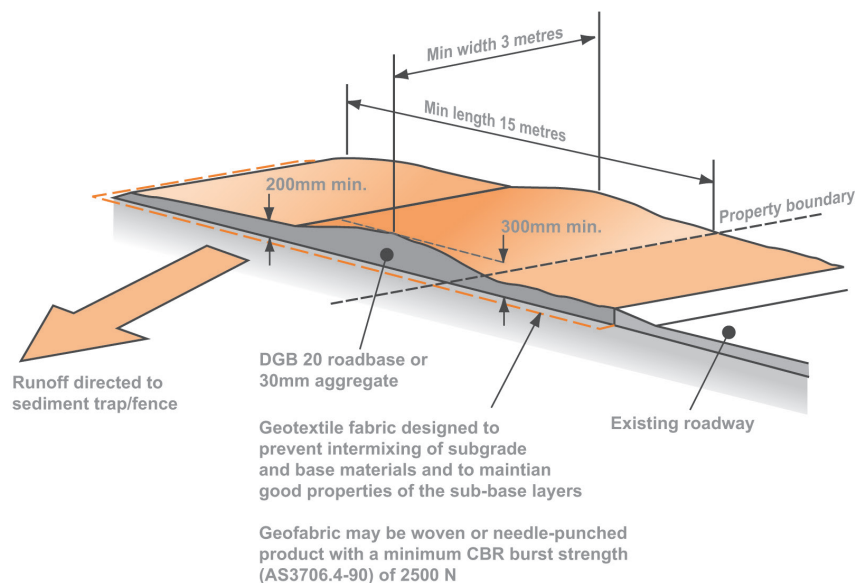 Min width 3 metres
Min length 15 metres
200mm min.
Property boundary
300mm min.
DGB 20 roadbase or
30mm aggregate
Runoff directed to
sediment trap/fence
Existing roadway
Geotextile fabric designed to
prevent intermixing of subgrade
and base materials and to maintian
good properties of the sub-base layers
Geofabric may be woven or needle-punched
product with a minimum CBR burst strength
(AS3706.4-90) of 2500 N